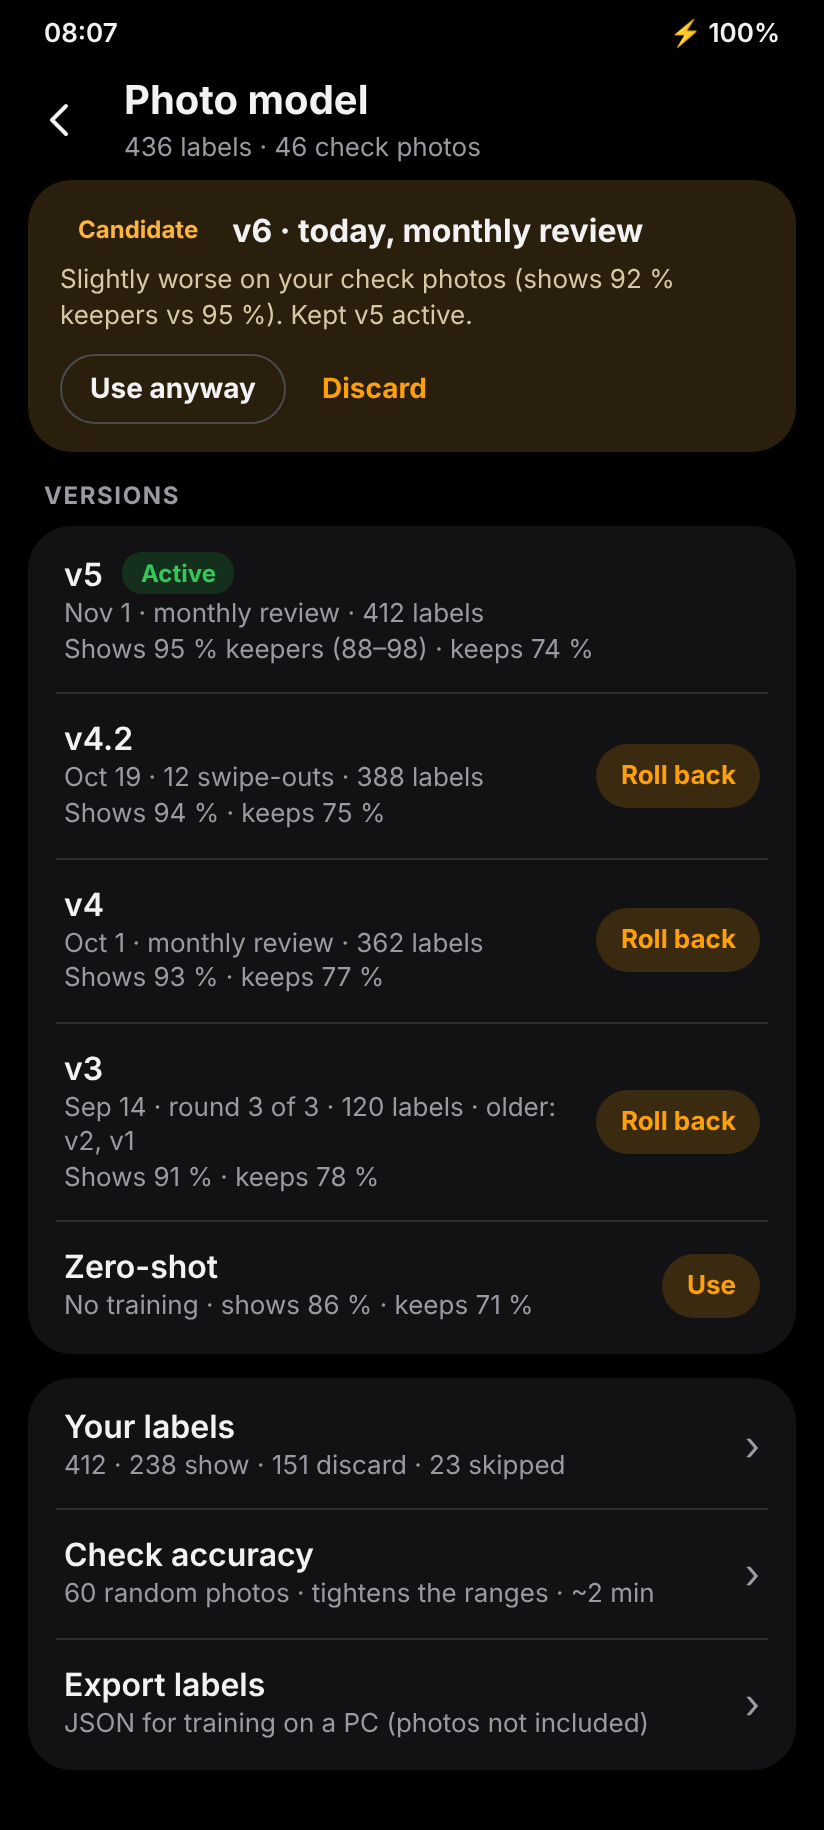 08:07
⚡ 100%
Photo model
436 labels · 46 check photos
Candidate v6 · today, monthly review
Slightly worse on your check photos (shows 92 %
keepers vs 95 %). Kept v5 active.
Use anyway Discard
VERSIONS
v5 Active
Nov 1 · monthly review · 412 labels
Shows 95 % keepers (88–98) · keeps 74 %
v4.2
Oct 19 · 12 swipe-outs · 388 labels
Shows 94 % · keeps 75 %
Roll back
v4
Oct 1 · monthly review · 362 labels
Shows 93 % · keeps 77 %
Roll back
v3
Sep 14 · round 3 of 3 · 120 labels · older:
v2, v1
Shows 91 % · keeps 78 %
Roll back
Zero-shot
No training · shows 86 % · keeps 71 %
Use
Your labels
412 · 238 show · 151 discard · 23 skipped
Check accuracy
60 random photos · tightens the ranges · ~2 min
Export labels
JSON for training on a PC (photos not included)